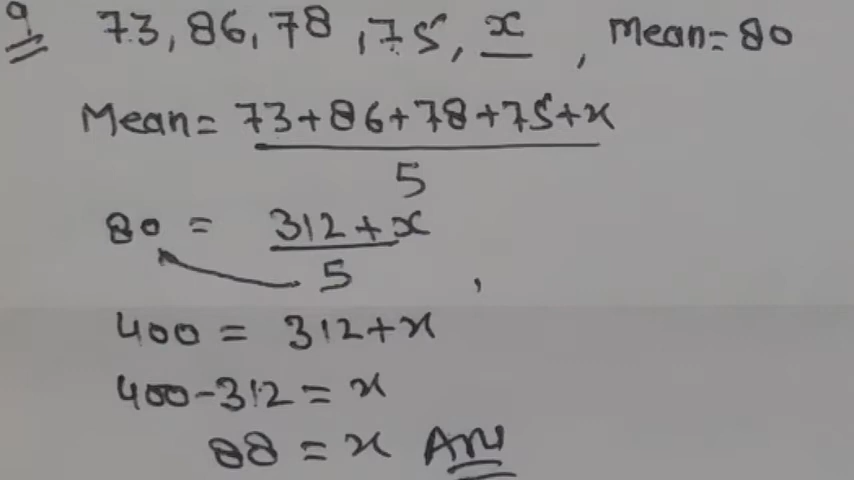 9 73, 86, 78, 75, x, Mean = 80
Mean = 73+86+78+75+x
5
80 = 312+x
5 ,
400 = 312+x
400-312 = x
88 = x Ans